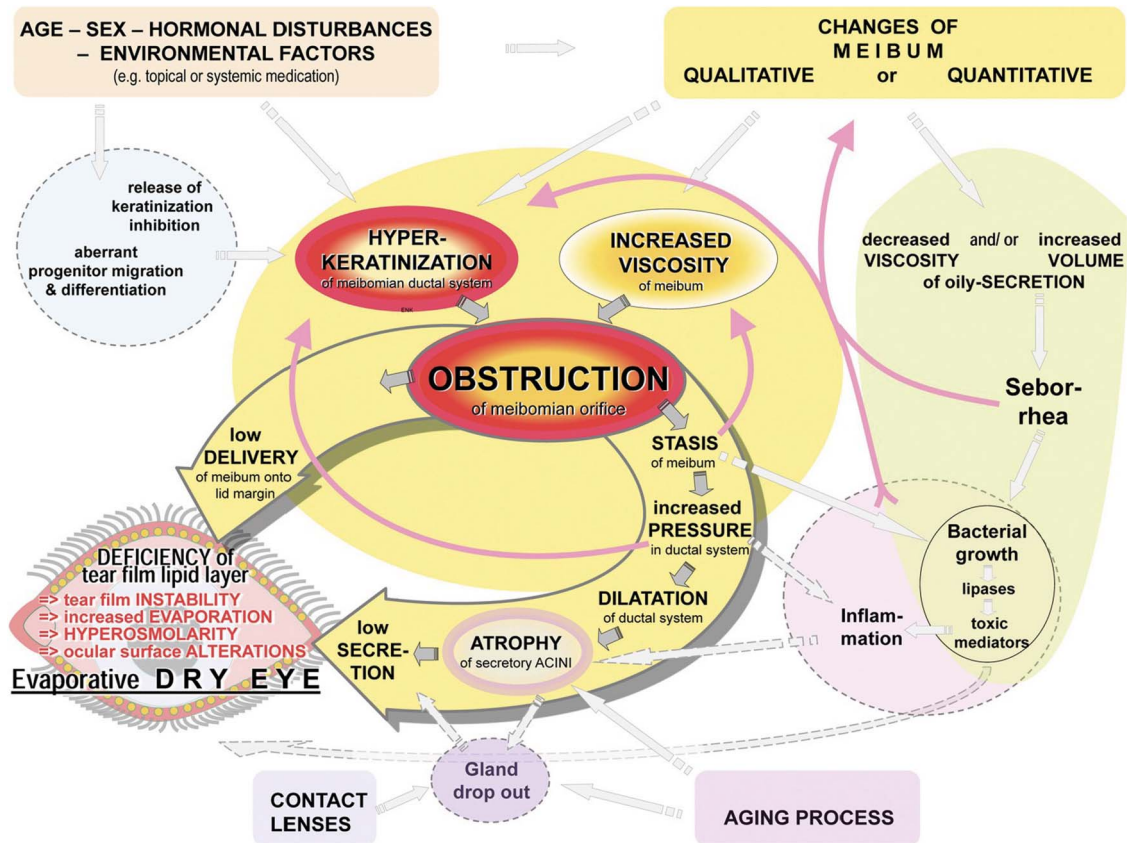 AGE – SEX – HORMONAL DISTURBANCES
– ENVIRONMENTAL FACTORS
(e.g. topical or systemic medication)
CHANGES OF
MEIBUM
QUALITATIVE or QUANTITATIVE
release of
keratinization
inhibition
aberrant
progenitor migration
& differentiation
HYPER-
KERATINIZATION
of meibomian ductal system
ENK
INCREASED
VISCOSITY
of meibum
decreased and/ or increased
VISCOSITY VOLUME
of oily-SECRETION
OBSTRUCTION
of meibomian orifice
Sebor-
rhea
low
DELIVERY
of meibum onto
lid margin
STASIS
of meibum
increased
PRESSURE
in ductal system
Bacterial
growth
lipases
toxic
mediators
Inflam-
mation
DILATATION
of ductal system
DEFICIENCY of
tear film lipid layer
=> tear film INSTABILITY
=> increased EVAPORATION
=> HYPEROSMOLARITY
=> ocular surface ALTERATIONS
Evaporative DRY EYE
low
SECRE-
TION
ATROPHY
of secretory ACINI
Gland
drop out
CONTACT
LENSES
AGING PROCESS